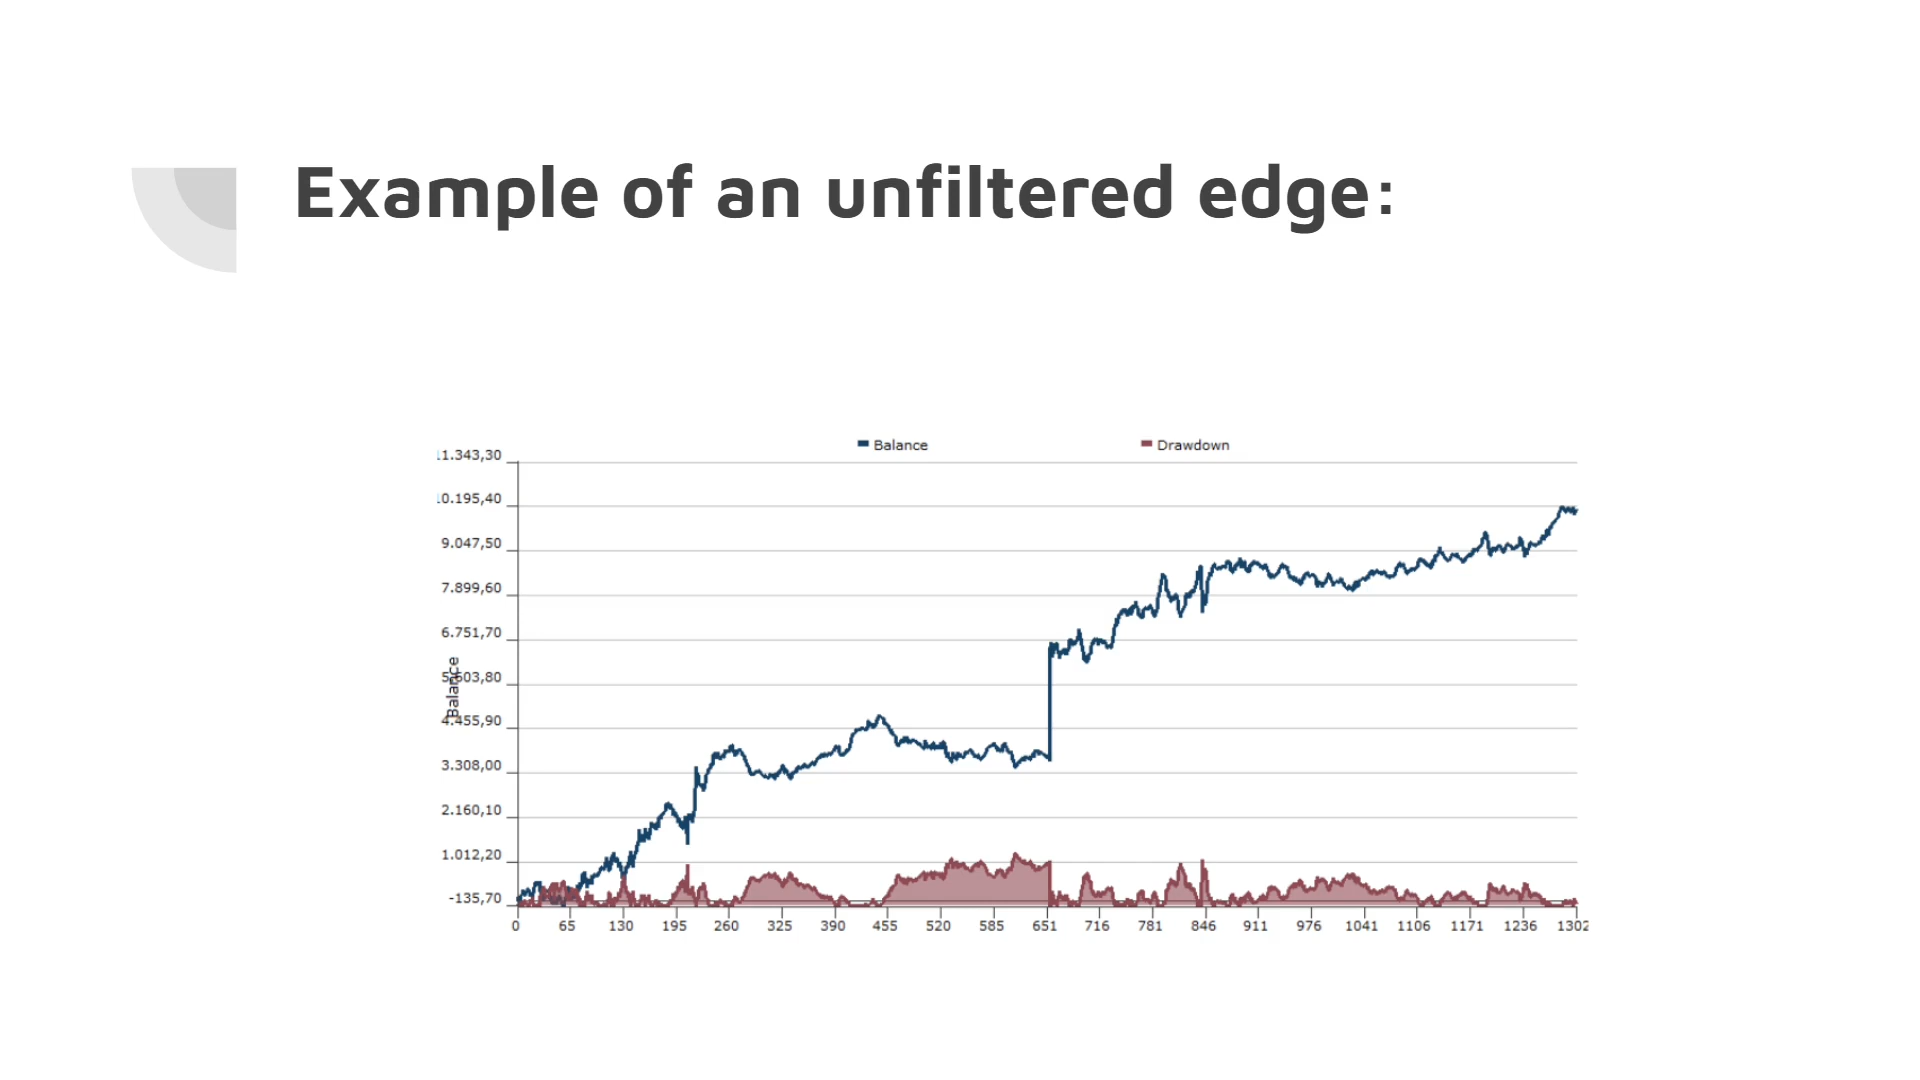 Example of an unfiltered edge:
Balance Drawdown
11.343,30
10.195,40
9.047,50
7.899,60
6.751,70
5.603,80
4.455,90
3.308,00
2.160,10
1.012,20
-135,70
Balance
0 65 130 195 260 325 390 455 520 585 651 716 781 846 911 976 1041 1106 1171 1236 1302